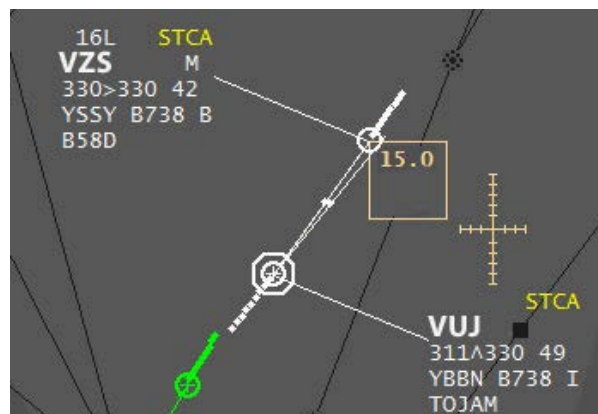 16L STCA
VZS M
330>330 42
YSSY B738 B
B58D
15.0
STCA
VUJ
311^330 49
YBBN B738 I
TOJAM